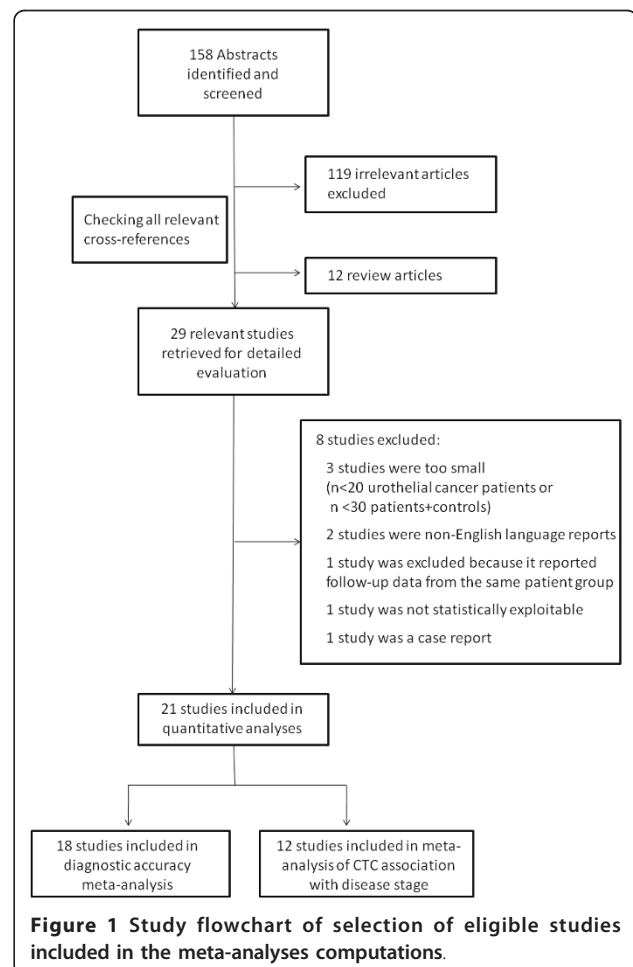 158 Abstracts
identified and
screened
119 irrelevant articles
excluded
Checking all relevant
cross-references
12 review articles
29 relevant studies
retrieved for detailed
evaluation
8 studies excluded:
3 studies were too small
(n<20 urothelial cancer patients or
n <30 patients+controls)
2 studies were non-English language reports
1 study was excluded because it reported
follow-up data from the same patient group
1 study was not statistically exploitable
1 study was a case report
21 studies included in
quantitative analyses
18 studies included in
diagnostic accuracy
meta-analysis
12 studies included in meta-
analysis of CTC association
with disease stage
Figure 1 Study flowchart of selection of eligible studies
included in the meta-analyses computations.